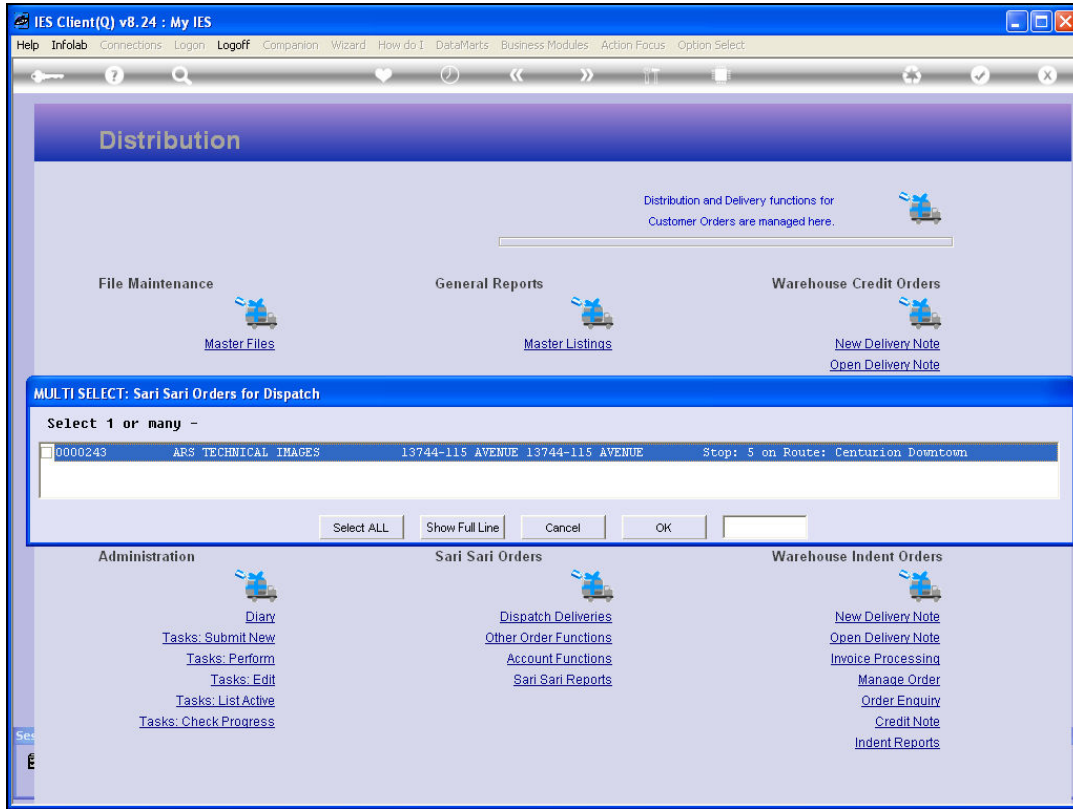 IES Client(Q) v8.24 : My IES
Help Infolab Connections Logon Logoff Companion Wizard How do I DataMarts Business Modules Action Focus Option Select
Distribution
Distribution and Delivery functions for
Customer Orders are managed here.
File Maintenance General Reports Warehouse Credit Orders
Master Files Master Listings New Delivery Note
Open Delivery Note
MULTI SELECT: Sari Sari Orders for Dispatch
Select 1 or many -
0000243 ARS TECHNICAL IMAGES 13744-115 AVENUE 13744-115 AVENUE Stop: 5 on Route: Centurion Downtown
Select ALL Show Full Line Cancel OK
Administration Sari Sari Orders Warehouse Indent Orders
Diary Dispatch Deliveries New Delivery Note
Tasks: Submit New Other Order Functions Open Delivery Note
Tasks: Perform Account Functions Invoice Processing
Tasks: Edit Sari Sari Reports Manage Order
Tasks: List Active Order Enquiry
Tasks: Check Progress Credit Note
Indent Reports